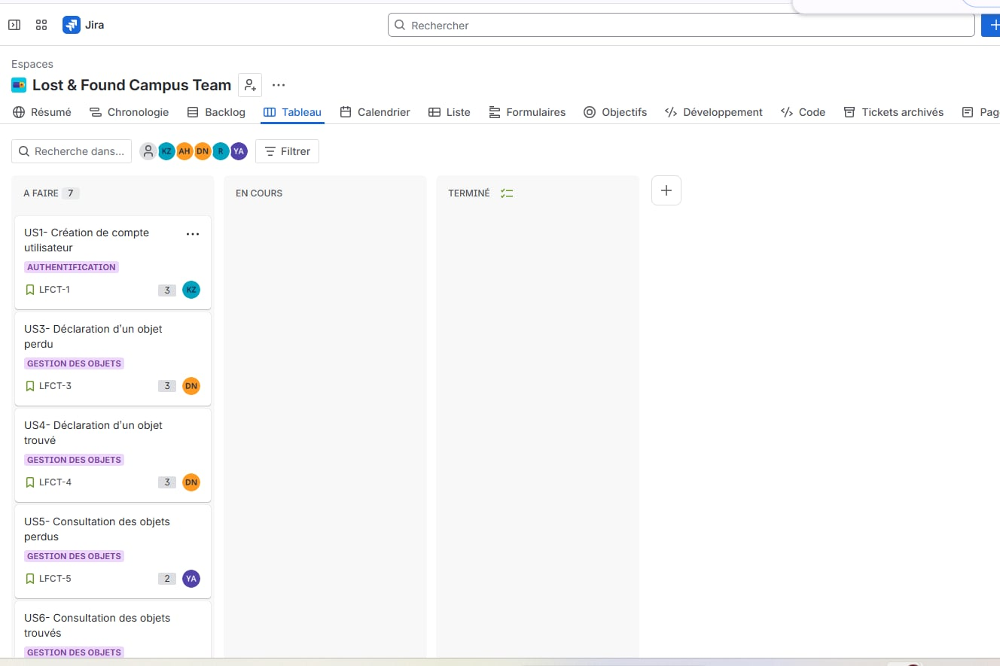 Jira
Rechercher
Espaces
Lost & Found Campus Team
Résumé
Chronologie
Backlog
Tableau
Calendrier
Liste
Formulaires
Objectifs
Développement
Code
Tickets archivés
Pag
Recherche dans...
KZ AH DN R YA
Filtrer
A FAIRE 7
EN COURS
TERMINÉ
US1- Création de compte
utilisateur
AUTHENTIFICATION
LFCT-1 3 KZ
US3- Déclaration d'un objet
perdu
GESTION DES OBJETS
LFCT-3 3 DN
US4- Déclaration d'un objet
trouvé
GESTION DES OBJETS
LFCT-4 3 DN
US5- Consultation des objets
perdus
GESTION DES OBJETS
LFCT-5 2 YA
US6- Consultation des objets
trouvés
GESTION DES OBJETS